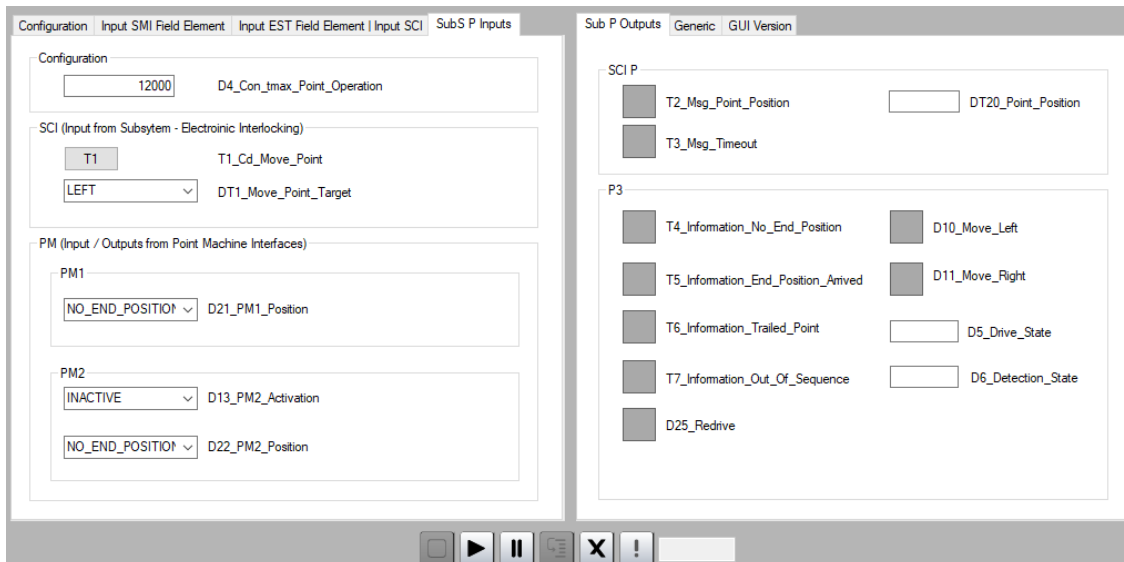 Configuration Input SMI Field Element Input EST Field Element | Input SCI SubS P Inputs
Configuration
12000 D4_Con_tmax_Point_Operation
SCI (Input from Subsytem - Electroinic Interlocking)
T1 T1_Cd_Move_Point
LEFT DT1_Move_Point_Target
PM (Input / Outputs from Point Machine Interfaces)
PM1
NO_END_POSITION D21_PM1_Position
PM2
INACTIVE D13_PM2_Activation
NO_END_POSITION D22_PM2_Position
Sub P Outputs Generic GUI Version
SCI P
T2_Msg_Point_Position DT20_Point_Position
T3_Msg_Timeout
P3
T4_Information_No_End_Position D10_Move_Left
T5_Information_End_Position_Arrived D11_Move_Right
T6_Information_Trailed_Point D5_Drive_State
T7_Information_Out_Of_Sequence D6_Detection_State
D25_Redrive